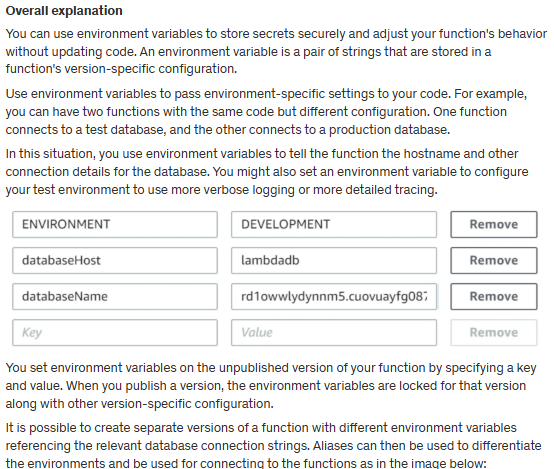 Overall explanation
You can use environment variables to store secrets securely and adjust your function's behavior
without updating code. An environment variable is a pair of strings that are stored in a
function's version-specific configuration.
Use environment variables to pass environment-specific settings to your code. For example,
you can have two functions with the same code but different configuration. One function
connects to a test database, and the other connects to a production database.
In this situation, you use environment variables to tell the function the hostname and other
connection details for the database. You might also set an environment variable to configure
your test environment to use more verbose logging or more detailed tracing.
ENVIRONMENT DEVELOPMENT Remove
databaseHost lambdadb Remove
databaseName rd1owwlydynnm5.cuovuayfg087 Remove
Key Value Remove
You set environment variables on the unpublished version of your function by specifying a key
and value. When you publish a version, the environment variables are locked for that version
along with other version-specific configuration.
It is possible to create separate versions of a function with different environment variables
referencing the relevant database connection strings. Aliases can then be used to differentiate
the environments and be used for connecting to the functions as in the image below: